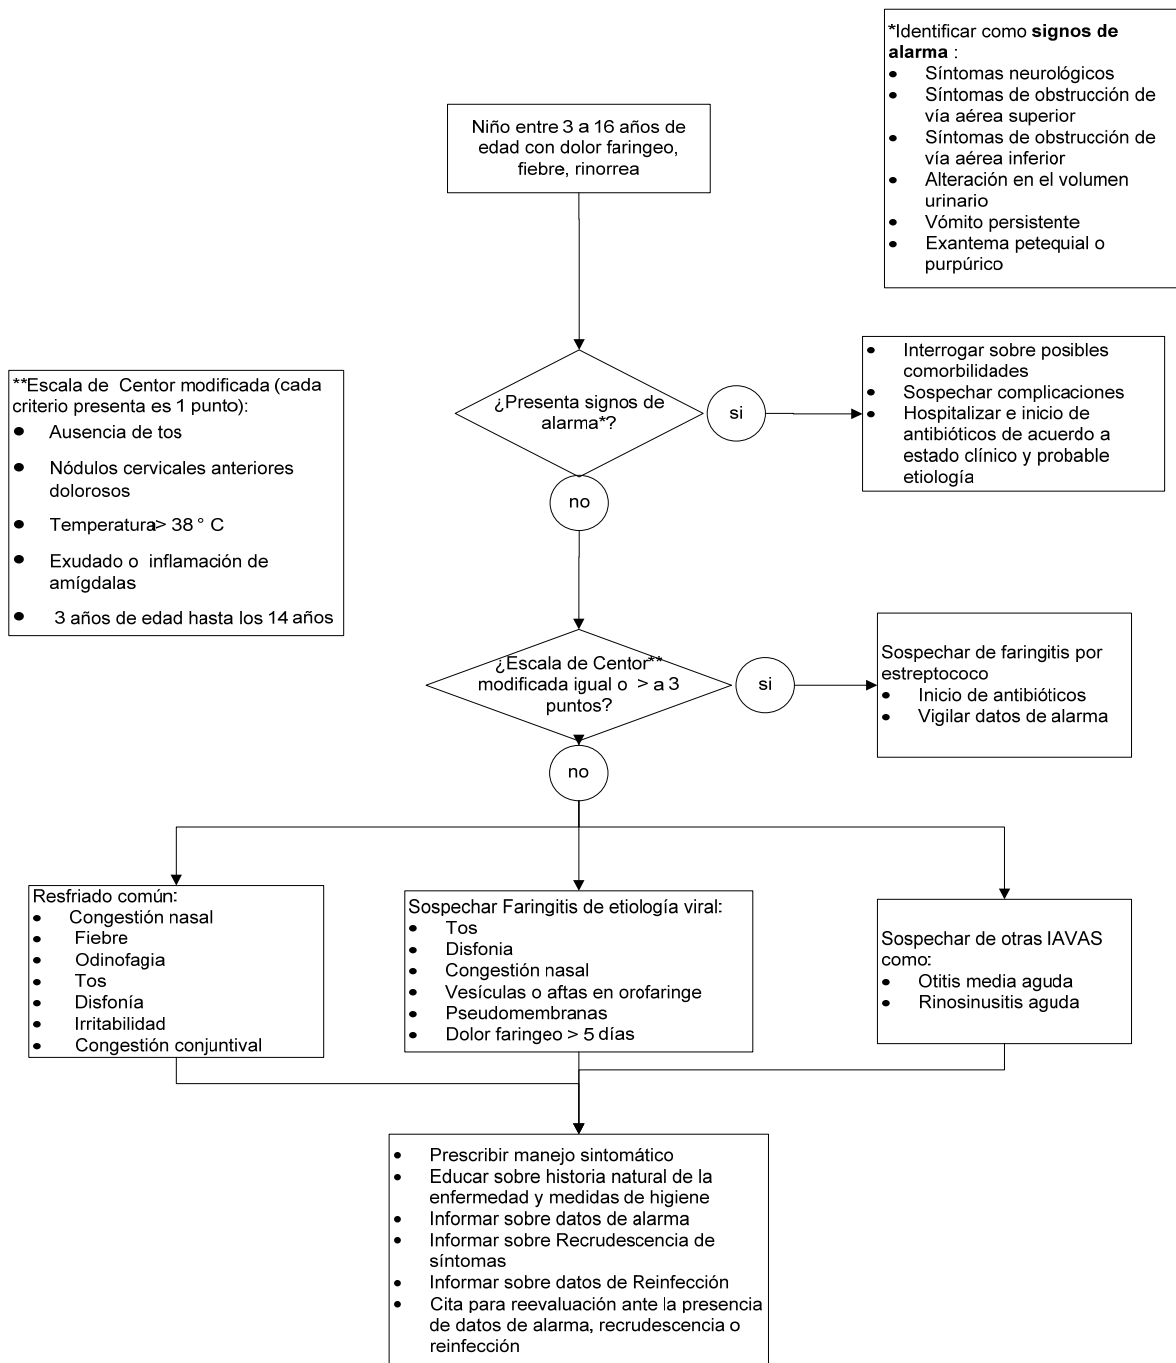 *Identificar como signos de
alarma :
• Síntomas neurológicos
• Síntomas de obstrucción de
vía aérea superior
• Síntomas de obstrucción de
vía aérea inferior
• Alteración en el volumen
urinario
• Vómito persistente
• Exantema petequial o
purpúrico
Niño entre 3 a 16 años de
edad con dolor faringeo,
fiebre, rinorrea
**Escala de Centor modificada (cada
criterio presenta es 1 punto):
• Ausencia de tos
• Nódulos cervicales anteriores
dolorosos
• Temperatura> 38 ° C
• Exudado o inflamación de
amígdalas
• 3 años de edad hasta los 14 años
¿Presenta signos de
alarma*?
si
• Interrogar sobre posibles
comorbilidades
• Sospechar complicaciones
• Hospitalizar e inicio de
antibióticos de acuerdo a
estado clínico y probable
etiología
no
¿Escala de Centor**
modificada igual o > a 3
puntos?
si
Sospechar de faringitis por
estreptococo
• Inicio de antibióticos
• Vigilar datos de alarma
no
Resfriado común:
• Congestión nasal
• Fiebre
• Odinofagia
• Tos
• Disfonía
• Irritabilidad
• Congestión conjuntival
Sospechar Faringitis de etiología viral:
• Tos
• Disfonia
• Congestión nasal
• Vesículas o aftas en orofaringe
• Pseudomembranas
• Dolor faringeo > 5 días
Sospechar de otras IAVAS
como:
• Otitis media aguda
• Rinosinusitis aguda
• Prescribir manejo sintomático
• Educar sobre historia natural de la
enfermedad y medidas de higiene
• Informar sobre datos de alarma
• Informar sobre Recrudescencia de
síntomas
• Informar sobre datos de Reinfección
• Cita para reevaluación ante la presencia
de datos de alarma, recrudescencia o
reinfección